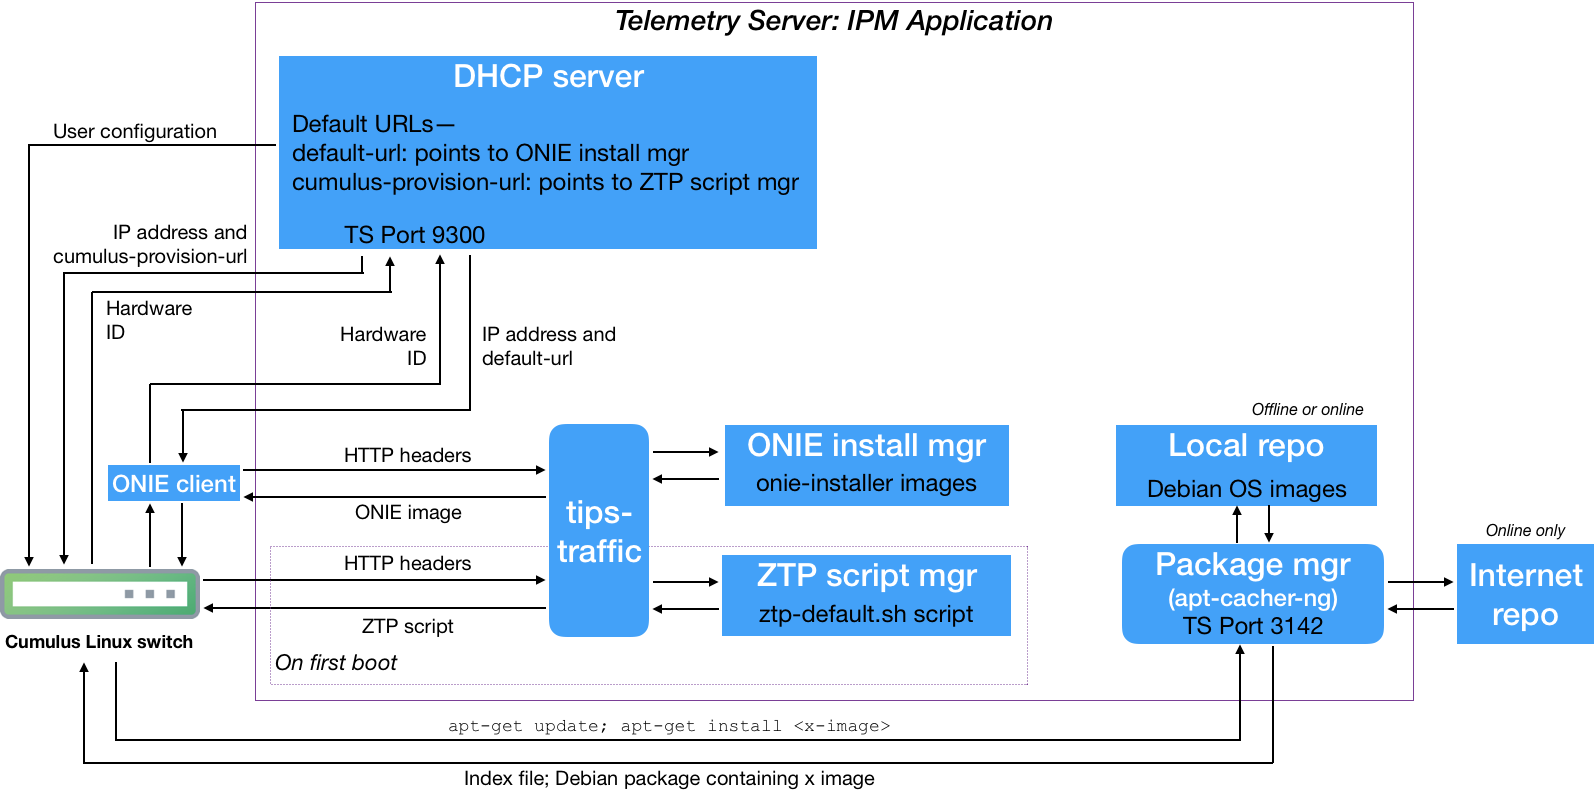 Telemetry Server: IPM Application
DHCP server
Default URLs—
default-url: points to ONIE install mgr
cumulus-provision-url: points to ZTP script mgr
TS Port 9300
User configuration
IP address and
cumulus-provision-url
Hardware
ID
Hardware
ID
IP address and
default-url
ONIE client
HTTP headers
ONIE image
tips-
traffic
ONIE install mgr
onie-installer images
HTTP headers
ZTP script
ZTP script mgr
ztp-default.sh script
On first boot
Cumulus Linux switch
Offline or online
Local repo
Debian OS images
Package mgr
(apt-cacher-ng)
TS Port 3142
Online only
Internet
repo
apt-get update; apt-get install <x-image>
Index file; Debian package containing x image